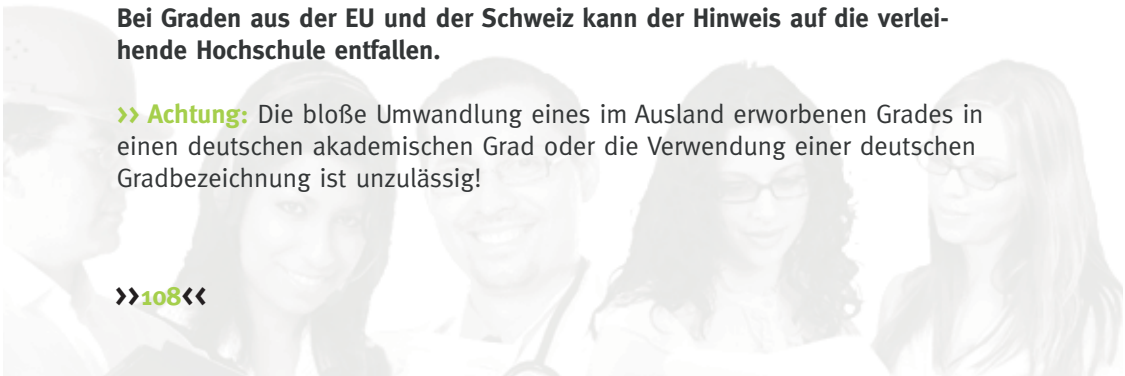 Bei Graden aus der EU und der Schweiz kann der Hinweis auf die verlei-
hende Hochschule entfallen.
>> Achtung: Die bloße Umwandlung eines im Ausland erworbenen Grades in
einen deutschen akademischen Grad oder die Verwendung einer deutschen
Gradbezeichnung ist unzulässig!
>>108<<